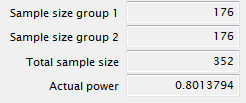 Sample size group 1 176
Sample size group 2 176
Total sample size 352
Actual power 0.8013794